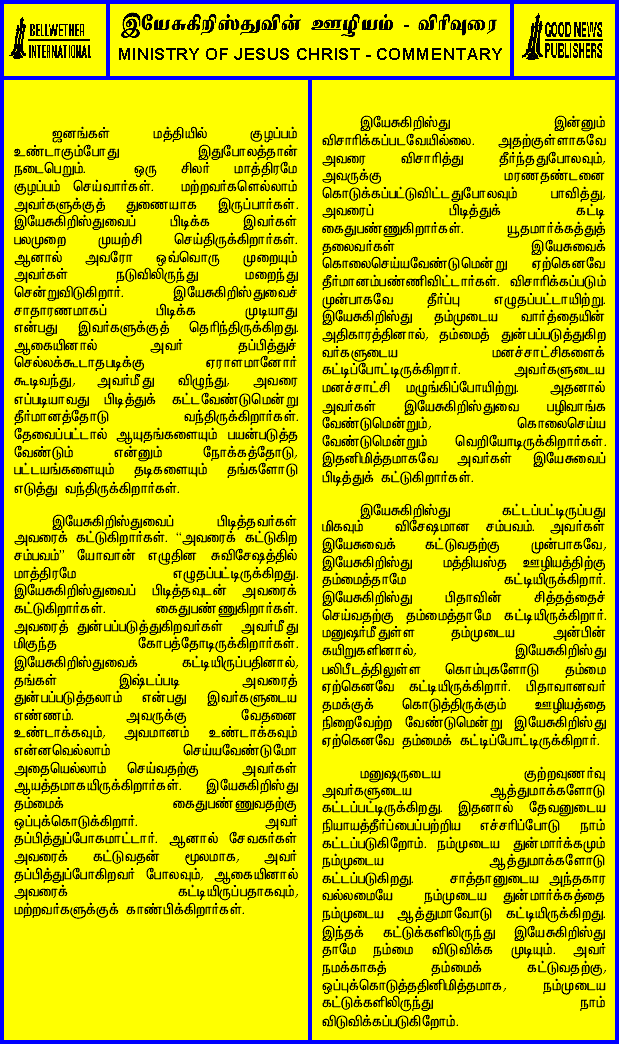 BELLWETHER
INTERNATIONAL
இயேசுகிறிஸ்துவின் ஊழியம் - விரிவுரை
MINISTRY OF JESUS CHRIST - COMMENTARY
GOOD NEWS
PUBLISHERS
ஜனங்கள் மத்தியில் குழப்பம்
உண்டாகும்போது இதுபோலத்தான்
நடைபெறும். ஒரு சிலர் மாத்திரமே
குழப்பம் செய்வார்கள். மற்றவர்களெல்லாம்
அவர்களுக்குத் துணையாக இருப்பார்கள்.
இயேசுகிறிஸ்துவைப் பிடிக்க இவர்கள்
பலமுறை முயற்சி செய்திருக்கிறார்கள்.
ஆனால் அவரோ ஒவ்வொரு முறையும்
அவர்கள் நடுவிலிருந்து மறைந்து
சென்றுவிடுகிறார். இயேசுகிறிஸ்துவைச்
சாதாரணமாகப் பிடிக்க முடியாது
என்பது இவர்களுக்குத் தெரிந்திருக்கிறது.
ஆகையினால் அவர் தப்பித்துச்
செல்லக்கூடாதபடிக்கு ஏராளமானோர்
கூடிவந்து, அவர்மீது விழுந்து, அவரை
எப்படியாவது பிடித்துக் கட்டவேண்டுமென்று
தீர்மானத்தோடு வந்திருக்கிறார்கள்.
தேவைப்பட்டால் ஆயுதங்களையும் பயன்படுத்த
வேண்டும் என்னும் நோக்கத்தோடு,
பட்டயங்களையும் தடிகளையும் தங்களோடு
எடுத்து வந்திருக்கிறார்கள்.
இயேசுகிறிஸ்துவைப் பிடித்தவர்கள்
அவரைக் கட்டுகிறார்கள். “அவரைக் கட்டுகிற
சம்பவம்” யோவான் எழுதின சுவிசேஷத்தில்
மாத்திரமே எழுதப்பட்டிருக்கிறது.
இயேசுகிறிஸ்துவைப் பிடித்தவுடன் அவரைக்
கட்டுகிறார்கள். கைதுபண்ணுகிறார்கள்.
அவரைத் துன்பப்படுத்துகிறவர்கள் அவர்மீது
மிகுந்த கோபத்தோடிருக்கிறார்கள்.
இயேசுகிறிஸ்துவைக் கட்டியிருப்பதினால்,
தங்கள் இஷ்டப்படி அவரைத்
துன்பப்படுத்தலாம் என்பது இவர்களுடைய
எண்ணம். அவருக்கு வேதனை
உண்டாக்கவும், அவமானம் உண்டாக்கவும்
என்னவெல்லாம் செய்யவேண்டுமோ
அதையெல்லாம் செய்வதற்கு அவர்கள்
ஆயத்தமாகயிருக்கிறார்கள். இயேசுகிறிஸ்து
தம்மைக் கைதுபண்ணுவதற்கு
ஒப்புக்கொடுக்கிறார். அவர்
தப்பித்துப்போகமாட்டார். ஆனால் சேவகர்கள்
அவரைக் கட்டுவதன் மூலமாக, அவர்
தப்பித்துப்போகிறவர் போலவும், ஆகையினால்
அவரைக் கட்டியிருப்பதாகவும்,
மற்றவர்களுக்குக் காண்பிக்கிறார்கள்.
இயேசுகிறிஸ்து இன்னும்
விசாரிக்கப்படவேயில்லை. அதற்குள்ளாகவே
அவரை விசாரித்து தீர்ந்ததுபோலவும்,
அவருக்கு மரணதண்டனை
கொடுக்கப்பட்டுவிட்டதுபோலவும் பாவித்து,
அவரைப் பிடித்துக் கட்டி
கைதுபண்ணுகிறார்கள். யூதமார்க்கத்துத்
தலைவர்கள் இயேசுவைக்
கொலைசெய்யவேண்டுமென்று ஏற்கெனவே
தீர்மானம்பண்ணிவிட்டார்கள். விசாரிக்கப்படும்
முன்பாகவே தீர்ப்பு எழுதப்பட்டாயிற்று.
இயேசுகிறிஸ்து தம்முடைய வார்த்தையின்
அதிகாரத்தினால், தம்மைத் துன்பப்படுத்துகிற
வர்களுடைய மனச்சாட்சிகளைக்
கட்டிப்போட்டிருக்கிறார். அவர்களுடைய
மனச்சாட்சி மழுங்கிப்போயிற்று. அதனால்
அவர்கள் இயேசுகிறிஸ்துவை பழிவாங்க
வேண்டுமென்றும், கொலைசெய்ய
வேண்டுமென்றும் வெறியோடிருக்கிறார்கள்.
இதனிமித்தமாகவே அவர்கள் இயேசுவைப்
பிடித்துக் கட்டுகிறார்கள்.
இயேசுகிறிஸ்து கட்டப்பட்டிருப்பது
மிகவும் விசேஷமான சம்பவம். அவர்கள்
இயேசுவைக் கட்டுவதற்கு முன்பாகவே,
இயேசுகிறிஸ்து மத்தியஸ்த ஊழியத்திற்கு
தம்மைத்தாமே கட்டியிருக்கிறார்.
இயேசுகிறிஸ்து பிதாவின் சித்தத்தைச்
செய்வதற்கு தம்மைத்தாமே கட்டியிருக்கிறார்.
மனுஷர்மீதுள்ள தம்முடைய அன்பின்
கயிறுகளினால், இயேசுகிறிஸ்து
பலிபீடத்திலுள்ள கொம்புகளோடு தம்மை
ஏற்கெனவே கட்டியிருக்கிறார். பிதாவானவர்
தமக்குக் கொடுத்திருக்கும் ஊழியத்தை
நிறைவேற்ற வேண்டுமென்று இயேசுகிறிஸ்து
ஏற்கெனவே தம்மைக் கட்டிப்போட்டிருக்கிறார்.
மனுஷருடைய குற்றவுணர்வு
அவர்களுடைய ஆத்துமாக்களோடு
கட்டப்பட்டிருக்கிறது. இதனால் தேவனுடைய
நியாயத்தீர்ப்பைப்பற்றிய எச்சரிப்போடு நாம்
கட்டப்படுகிறோம். நம்முடைய துன்மார்க்கமும்
நம்முடைய ஆத்துமாக்களோடு
கட்டப்படுகிறது. சாத்தானுடைய அந்தகார
வல்லமையே நம்முடைய துன்மார்க்கத்தை
நம்முடைய ஆத்துமாவோடு கட்டியிருக்கிறது.
இந்தக் கட்டுக்களிலிருந்து இயேசுகிறிஸ்து
தாமே நம்மை விடுவிக்க முடியும். அவர்
நமக்காகத் தம்மைக் கட்டுவதற்கு,
ஒப்புக்கொடுத்ததினிமித்தமாக, நம்முடைய
கட்டுக்களிலிருந்து நாம்
விடுவிக்கப்படுகிறோம்.